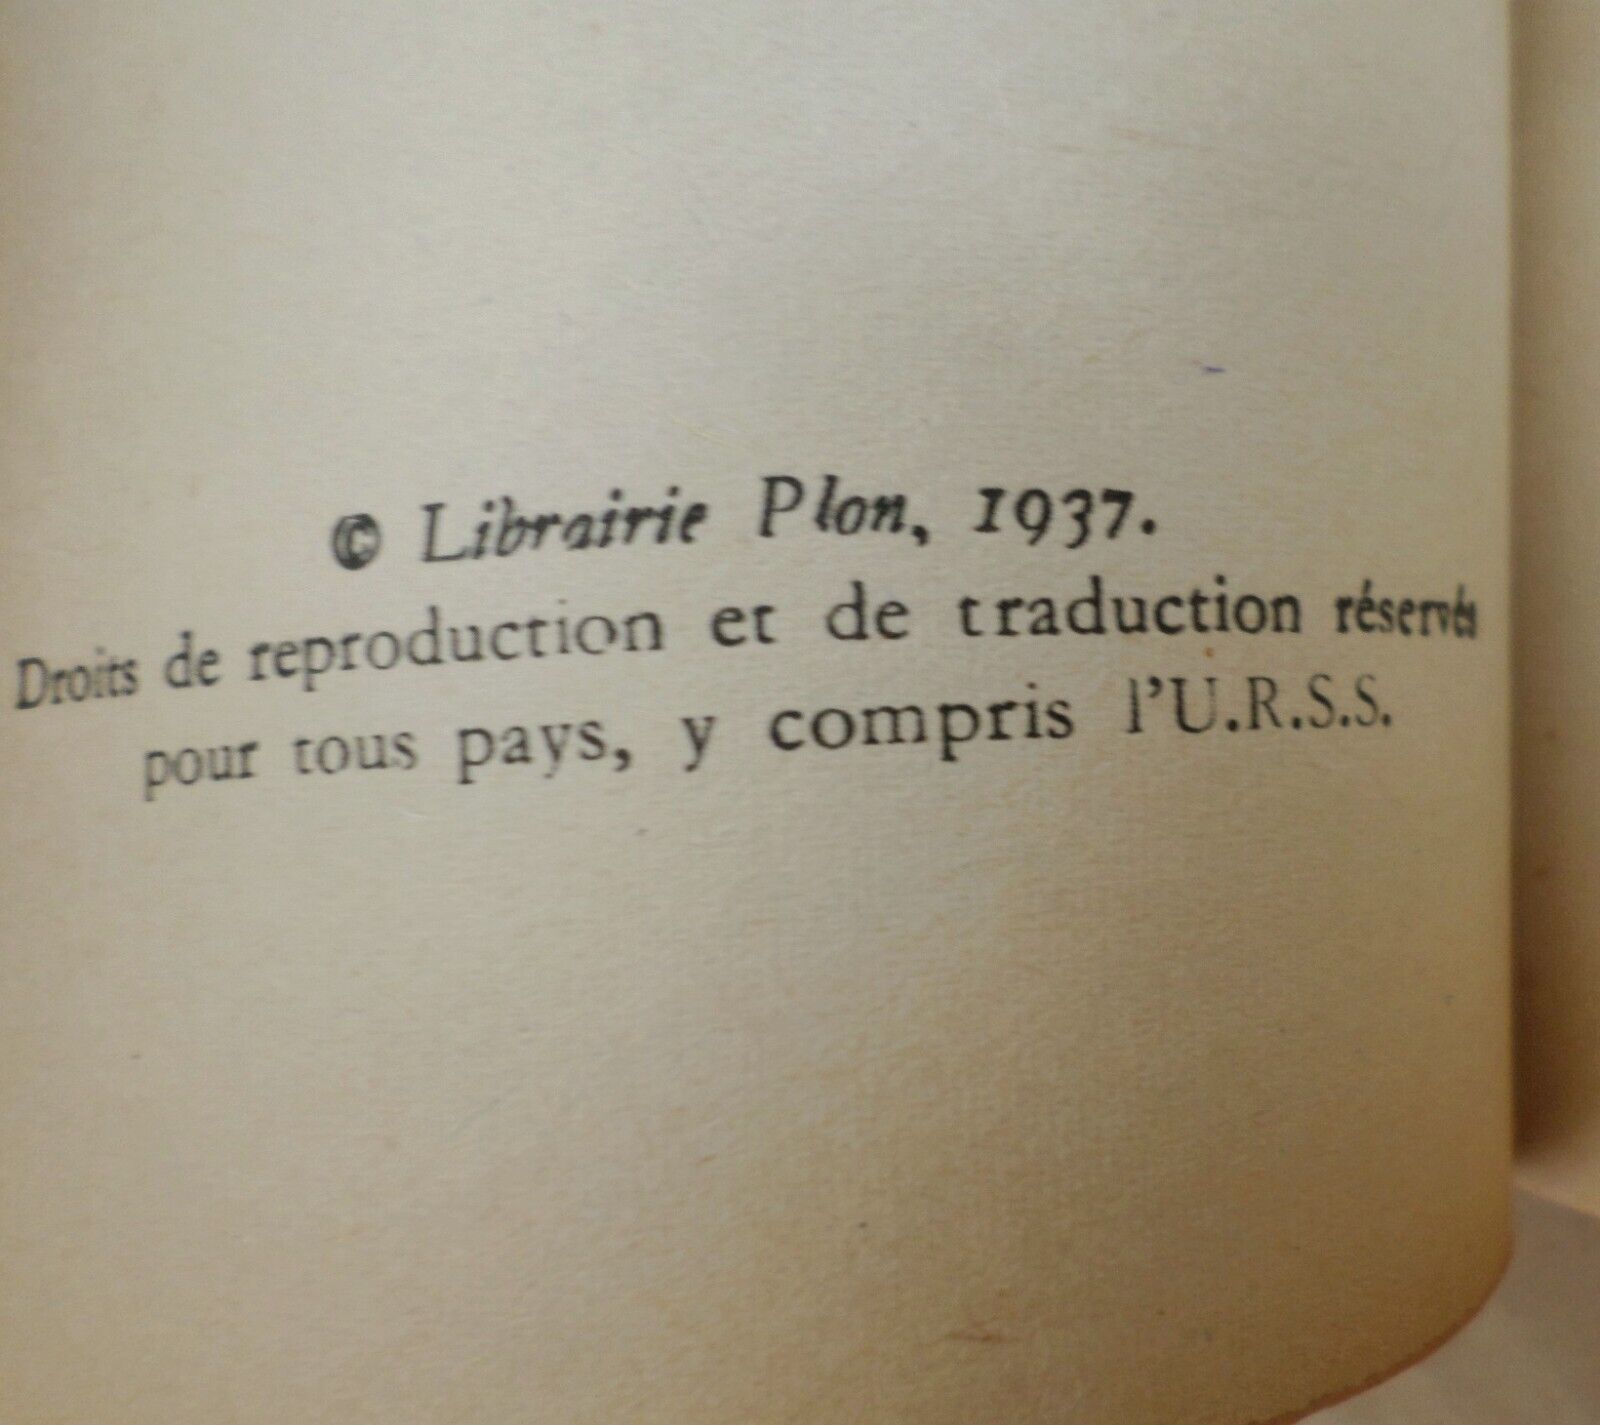 © Librairie Plon, 1937.
Droits de reproduction et de traduction réservés
pour tous pays, y compris l'U.R.S.S.